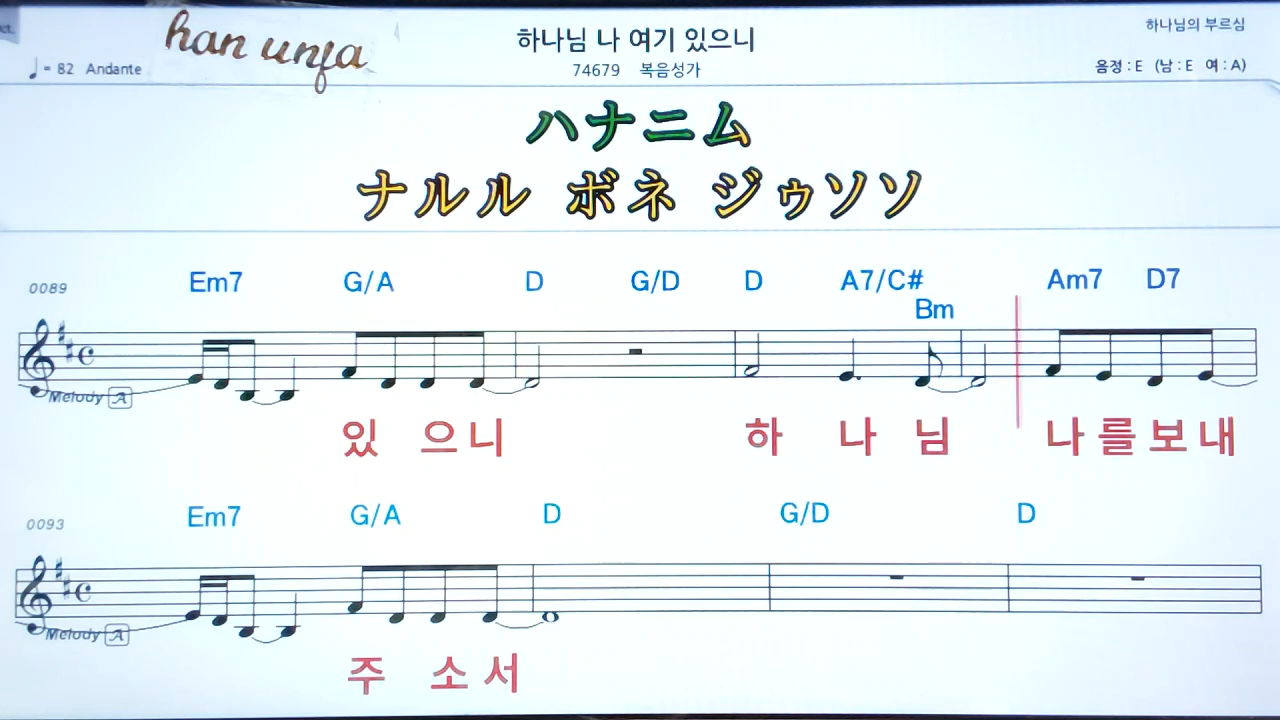 han unfa
하나님 나 여기 있으니
하나님의 부르심
♩= 82 Andante
74679 복음성가
음정 : E (남 : E 여 : A)
ハナニム
ナルル ボネ ジゥソソ
0089 Em7 G/A D G/D D A7/C# Bm Am7 D7
Melody A
있 으니 하 나 님 나를보내
0093 Em7 G/A D G/D D
Melody A
주 소서